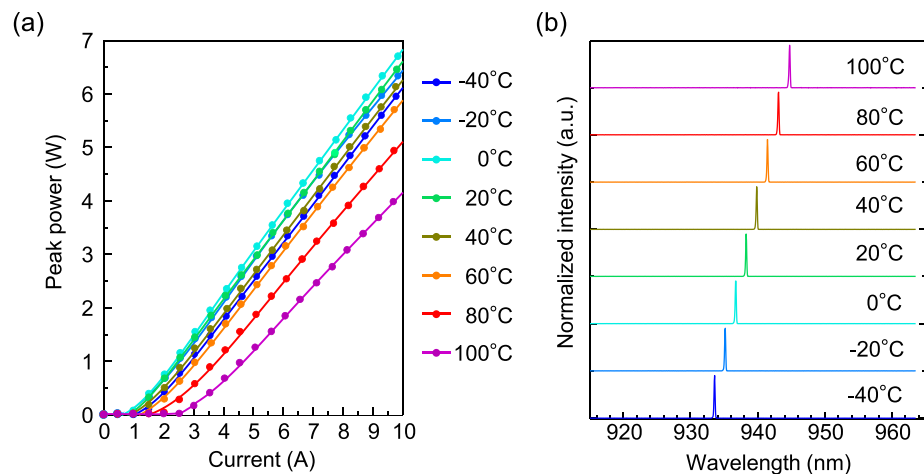 (a)
7
6
5
4
3
2
1
0
0 1 2 3 4 5 6 7 8 9 10
Peak power (W)
Current (A)
-40°C
-20°C
0°C
20°C
40°C
60°C
80°C
100°C
(b)
Normalized intensity (a.u.)
100°C
80°C
60°C
40°C
20°C
0°C
-20°C
-40°C
920 930 940 950 960
Wavelength (nm)